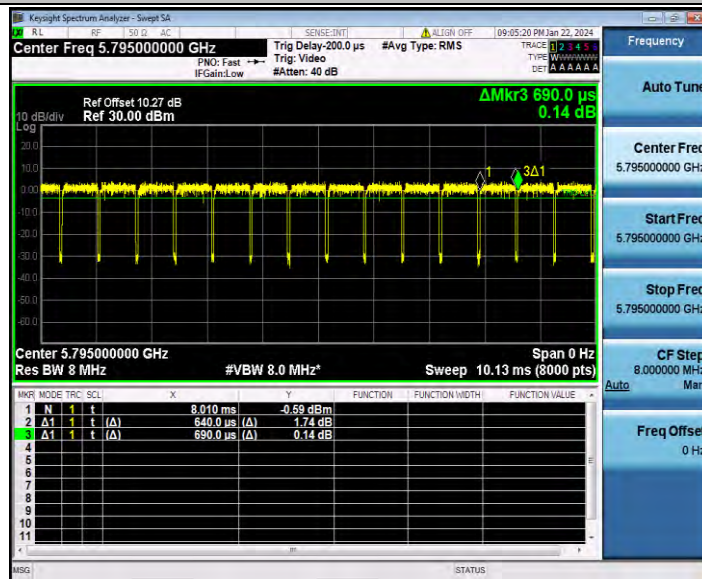 Keysight Spectrum Analyzer - Swept SA
RL RF 50 Ω AC SENSE:INT ALIGN OFF 09:05:20 PM Jan 22, 2024
Center Freq 5.795000000 GHz
PNO: Fast
IFGain:Low
Trig Delay-200.0 µs
Trig: Video
#Atten: 40 dB
#Avg Type: RMS
TRACE 1 2 3 4 5 6
TYPE W
DET A A A A A A
ΔMkr3 690.0 µs
0.14 dB
Ref Offset 10.27 dB
10 dB/div Ref 30.00 dBm
Log
20.0
10.0
0.00
-10.0
-20.0
-30.0
-40.0
-50.0
-60.0
1
3Δ1
Center 5.795000000 GHz Span 0 Hz
Res BW 8 MHz #VBW 8.0 MHz* Sweep 10.13 ms (8000 pts)
MKR MODE TRC SCL X Y FUNCTION FUNCTION WIDTH FUNCTION VALUE
1 N 1 t 8.010 ms -0.59 dBm
2 Δ1 1 t (Δ) 640.0 µs (Δ) 1.74 dB
3 Δ1 1 t (Δ) 690.0 µs (Δ) 0.14 dB
4
5
6
7
8
9
10
11
MSG STATUS
Frequency
Auto Tune
Center Freq
5.795000000 GHz
Start Freq
5.795000000 GHz
Stop Freq
5.795000000 GHz
CF Step
8.000000 MHz
Auto Man
Freq Offset
0 Hz